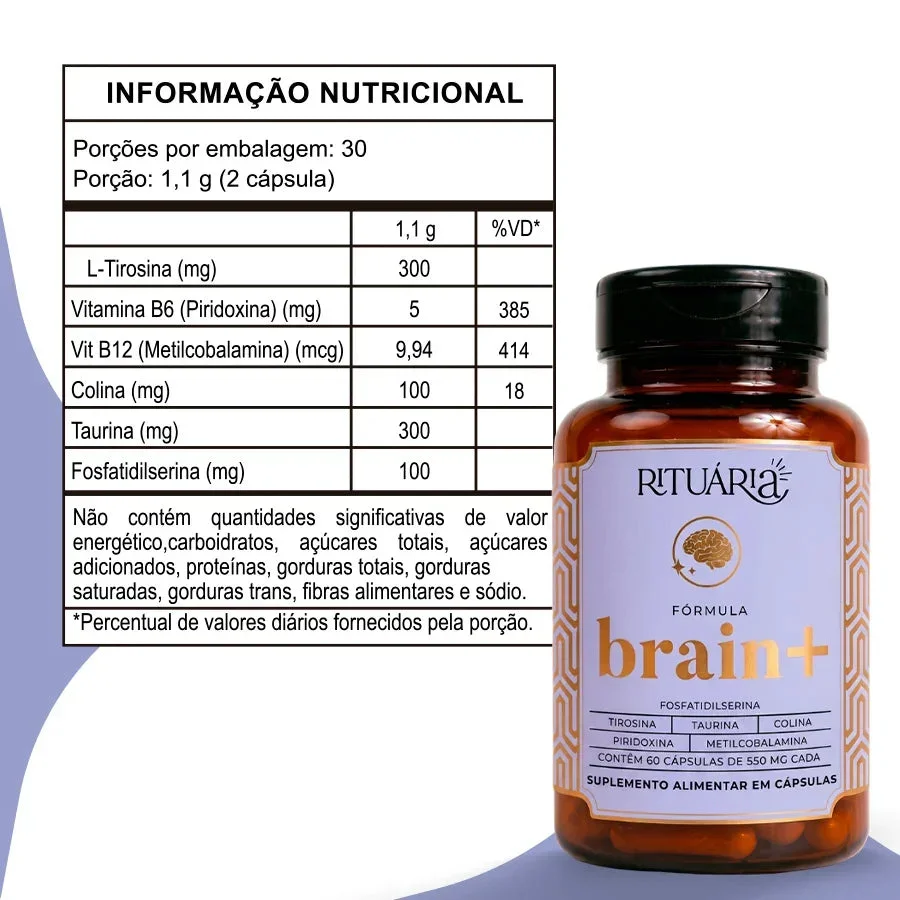 INFORMAÇÃO NUTRICIONAL
Porções por embalagem: 30
Porção: 1,1 g (2 cápsula)
1,1 g %VD*
L-Tirosina (mg) 300
Vitamina B6 (Piridoxina) (mg) 5 385
Vit B12 (Metilcobalamina) (mcg) 9,94 414
Colina (mg) 100 18
Taurina (mg) 300
Fosfatidilserina (mg) 100
Não contém quantidades significativas de valor
energético,carboidratos, açúcares totais, açúcares
adicionados, proteínas, gorduras totais, gorduras
saturadas, gorduras trans, fibras alimentares e sódio.
*Percentual de valores diários fornecidos pela porção.
RITUÁRIa
FÓRMULA
brain+
FOSFATIDILSERINA
TIROSINA TAURINA COLINA
PIRIDOXINA METILCOBALAMINA
CONTÊM 60 CÁPSULAS DE 550 MG CADA
SUPLEMENTO ALIMENTAR EM CÁPSULAS